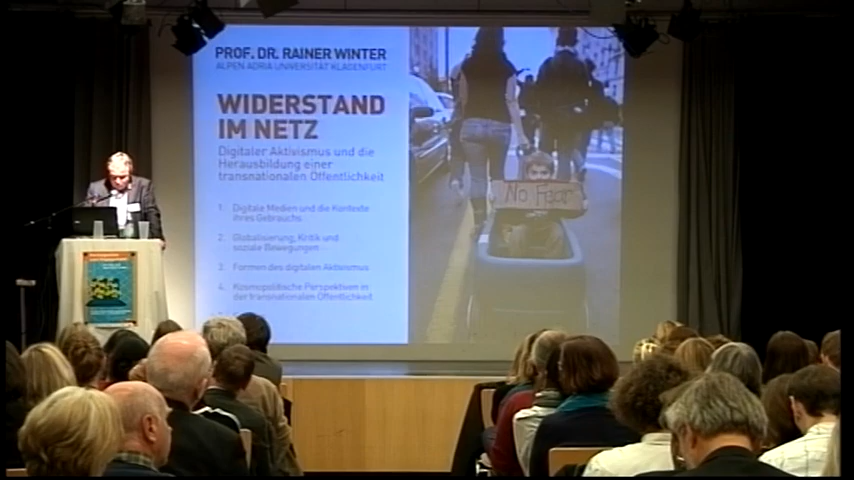 PROF. DR. RAINER WINTER
ALPEN ADRIA UNIVERSITÄT KLAGENFURT
WIDERSTAND
IM NETZ
Digitaler Aktivismus und die
Herausbildung einer
transnationalen Öffentlichkeit
1. Digitale Medien und die Kontexte
ihres Gebrauchs
2. Globalisierung, Kritik und
soziale Bewegungen
3. Formen des digitalen Aktivismus
4. Kosmopolitische Perspektiven in
der transnationalen Öffentlichkeit
No Fear